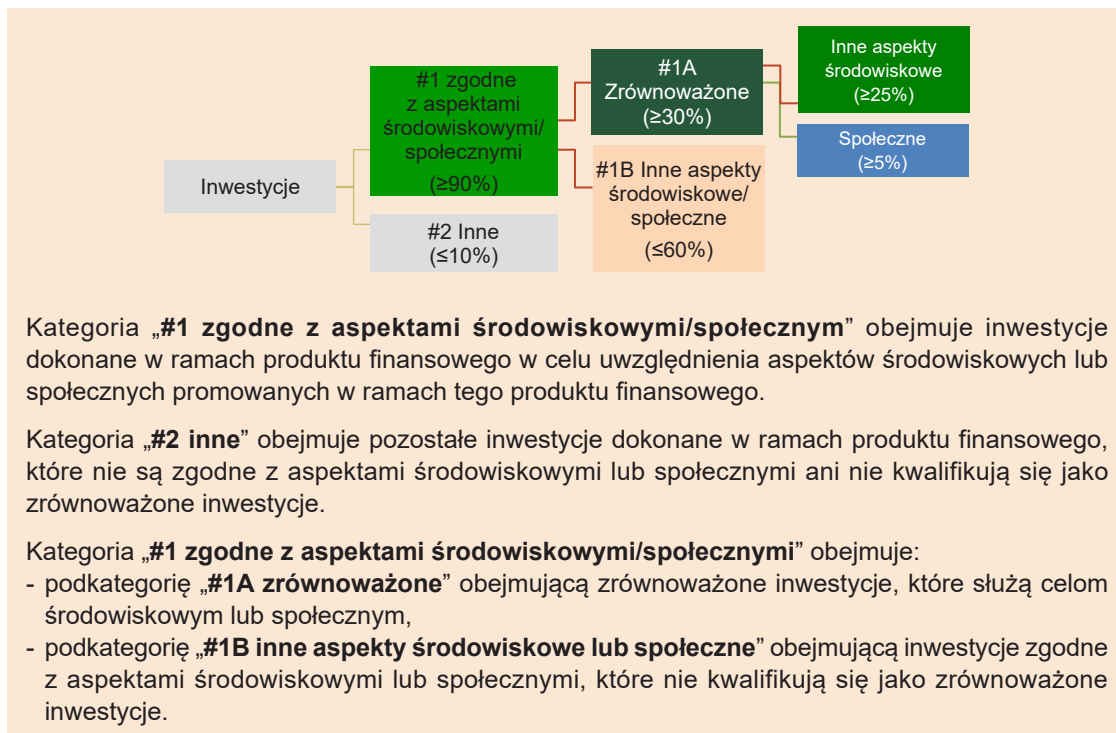 Inwestycje
#1 zgodne
z aspektami
środowiskowymi/
społecznymi
(≥90%)
#2 Inne
(≤10%)
#1A
Zrównoważone
(≥30%)
#1B Inne aspekty
środowiskowe/
społeczne
(≤60%)
Inne aspekty
środowiskowe
(≥25%)
Społeczne
(≥5%)
Kategoria „#1 zgodne z aspektami środowiskowymi/społecznym” obejmuje inwestycje
dokonane w ramach produktu finansowego w celu uwzględnienia aspektów środowiskowych lub
społecznych promowanych w ramach tego produktu finansowego.
Kategoria „#2 inne” obejmuje pozostałe inwestycje dokonane w ramach produktu finansowego,
które nie są zgodne z aspektami środowiskowymi lub społecznymi ani nie kwalifikują się jako
zrównoważone inwestycje.
Kategoria „#1 zgodne z aspektami środowiskowymi/społecznymi” obejmuje:
- podkategorię „#1A zrównoważone” obejmującą zrównoważone inwestycje, które służą celom
środowiskowym lub społecznym,
- podkategorię „#1B inne aspekty środowiskowe lub społeczne” obejmującą inwestycje zgodne
z aspektami środowiskowymi lub społecznymi, które nie kwalifikują się jako zrównoważone
inwestycje.